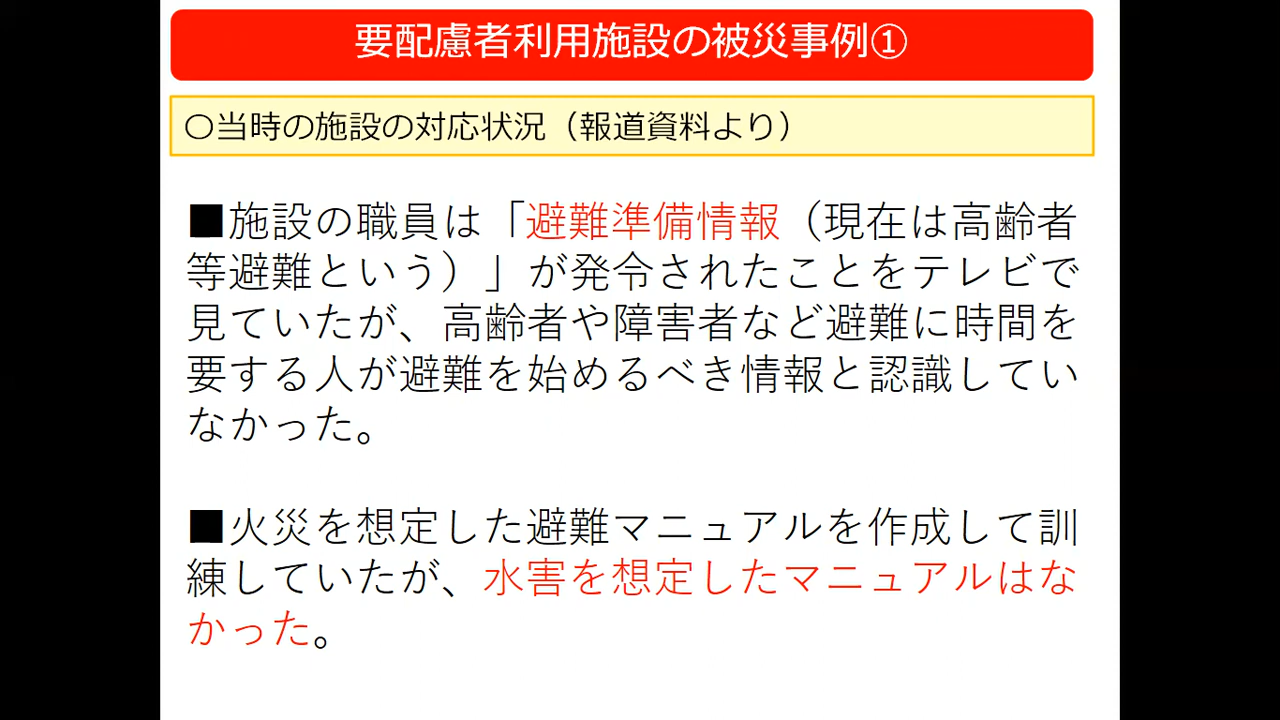 要配慮者利用施設の被災事例①
〇当時の施設の対応状況（報道資料より）
■施設の職員は「避難準備情報（現在は高齢者
等避難という）」が発令されたことをテレビで
見ていたが、高齢者や障害者など避難に時間を
要する人が避難を始めるべき情報と認識してい
なかった。
■火災を想定した避難マニュアルを作成して訓
練していたが、水害を想定したマニュアルはな
かった。